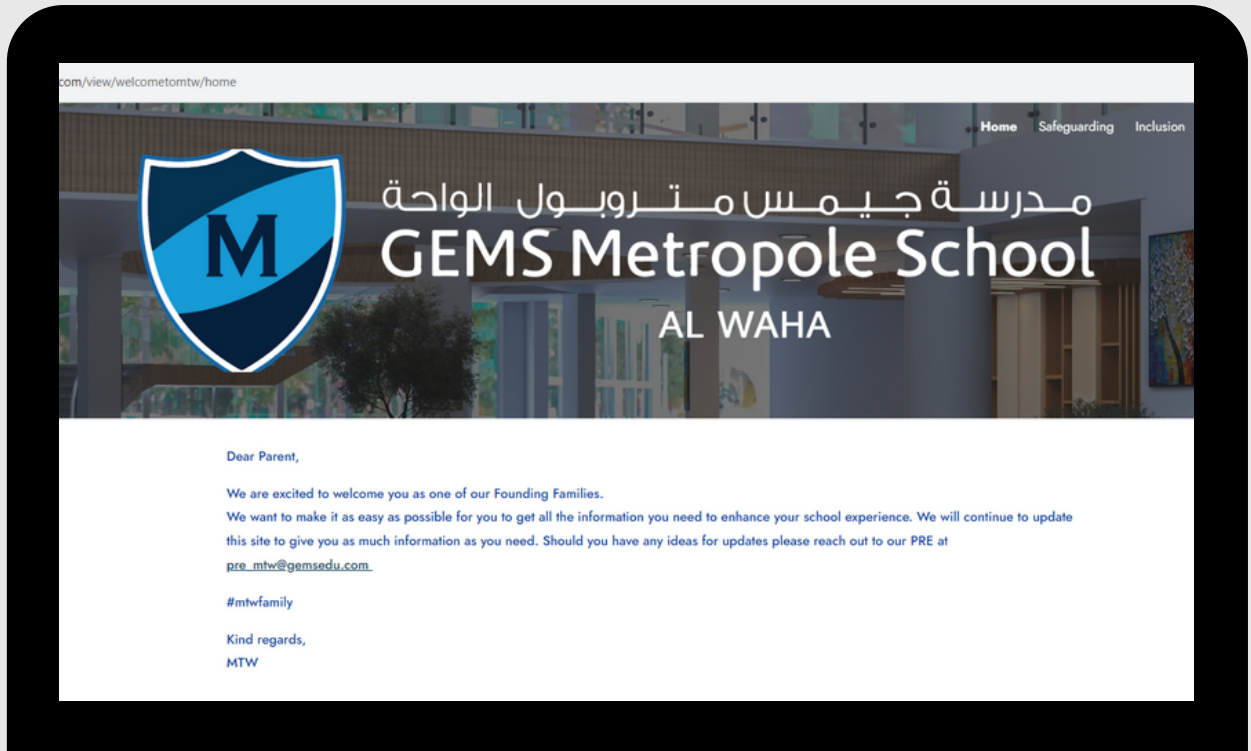 com/view/welcometomtw/home
Home Safeguarding Inclusion
مدرسة جيمس متروبول الواحة
M
GEMS Metropole School
AL WAHA
Dear Parent,
We are excited to welcome you as one of our Founding Families.
We want to make it as easy as possible for you to get all the information you need to enhance your school experience. We will continue to update
this site to give you as much information as you need. Should you have any ideas for updates please reach out to our PRE at
pre_mtw@gemsedu.com
#mtwfamily
Kind regards,
MTW